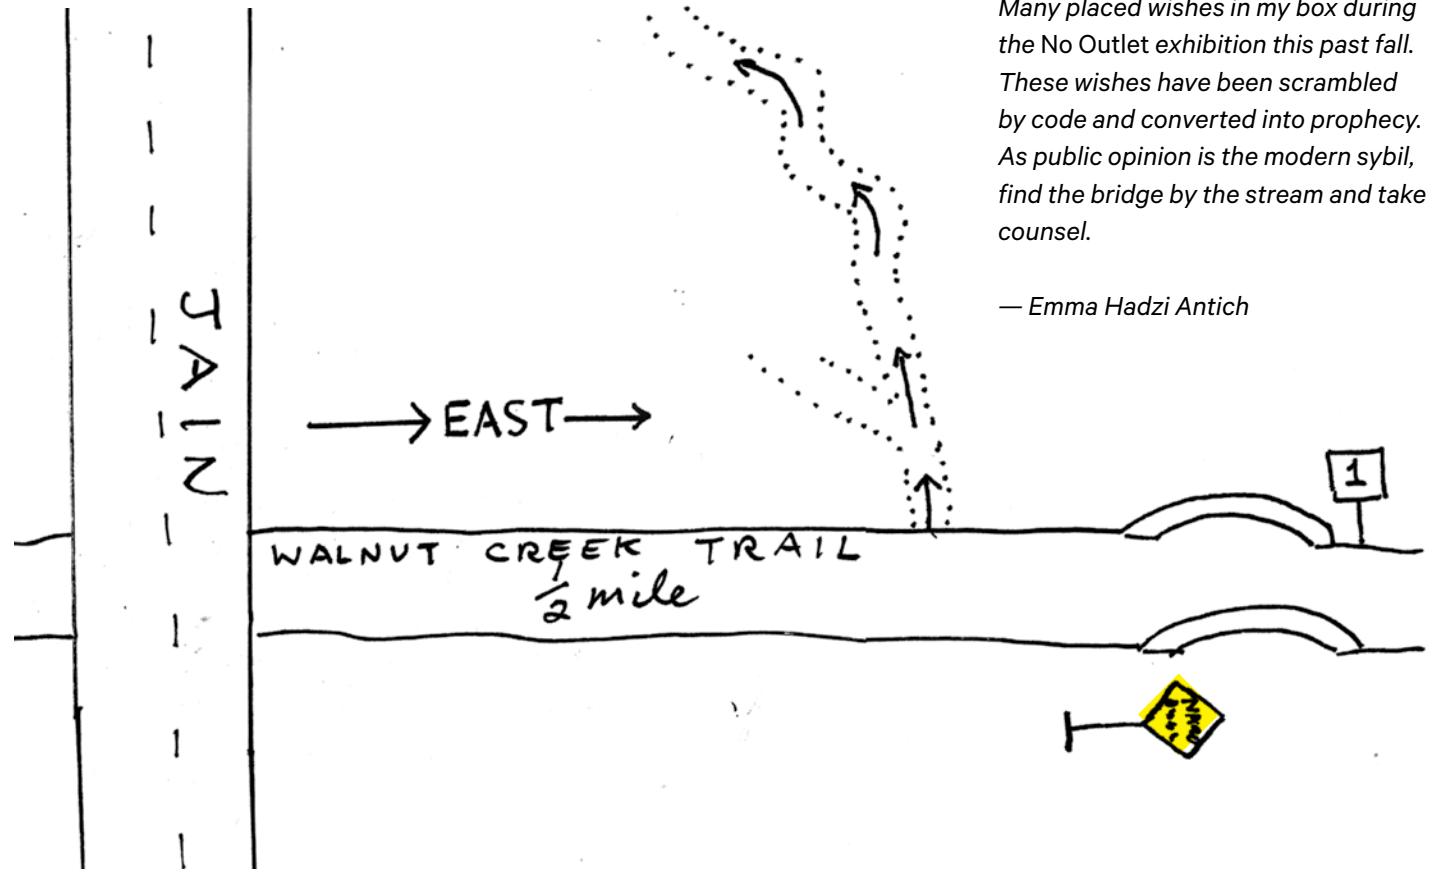 Many placed wishes in my box during
the No Outlet exhibition this past fall.
These wishes have been scrambled
by code and converted into prophecy.
As public opinion is the modern sybil,
find the bridge by the stream and take
counsel.
— Emma Hadzi Antich
JAIN
→EAST→
1
WALNUT CREEK TRAIL
1/2 mile